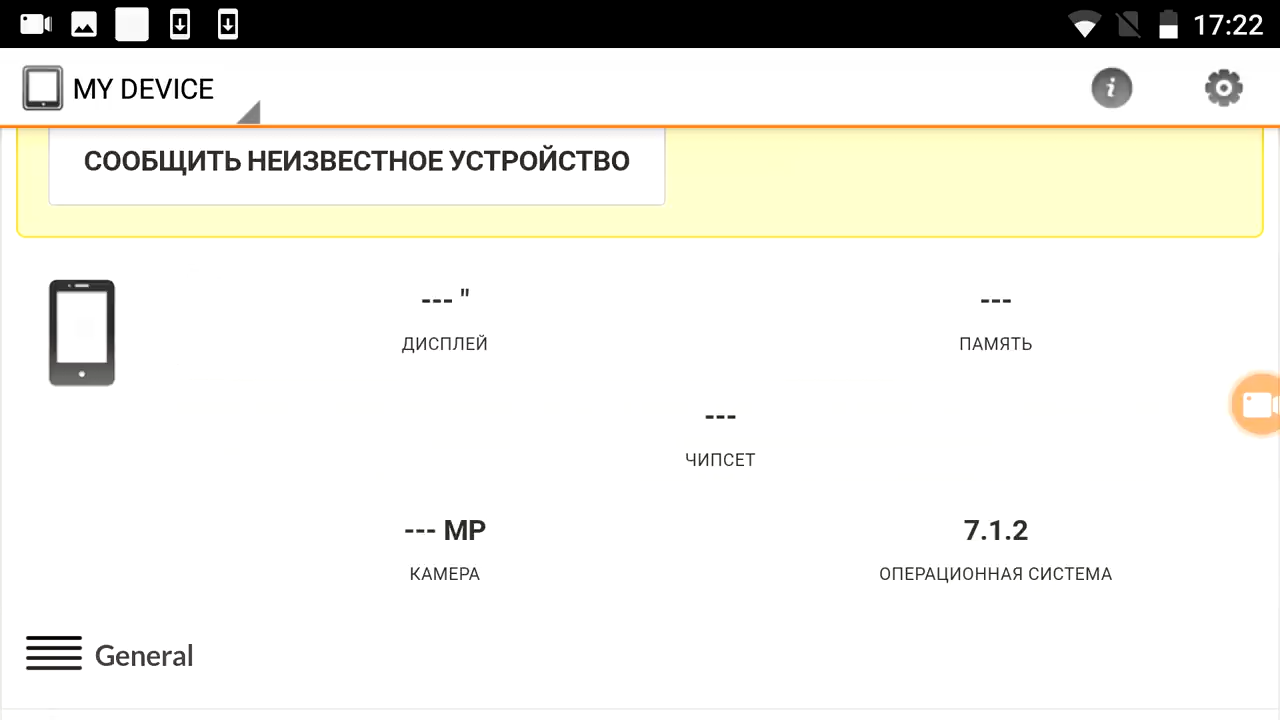 17:22
MY DEVICE
СООБЩИТЬ НЕИЗВЕСТНОЕ УСТРОЙСТВО
--- "
ДИСПЛЕЙ
---
ПАМЯТЬ
---
ЧИПСЕТ
--- MP
КАМЕРА
7.1.2
ОПЕРАЦИОННАЯ СИСТЕМА
General